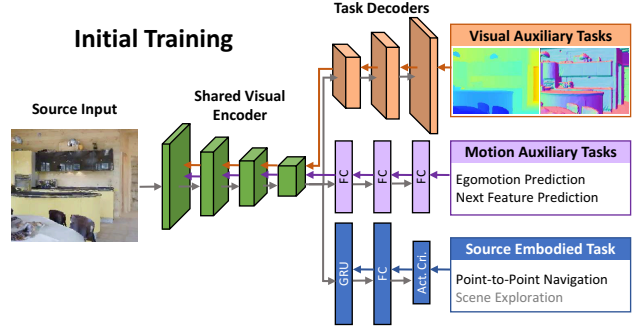 Initial Training
Source Input
Shared Visual
Encoder
Task Decoders
Visual Auxiliary Tasks
FC
FC
FC
Motion Auxiliary Tasks
Egomotion Prediction
Next Feature Prediction
GRU
FC
Act. Cri.
Source Embodied Task
Point-to-Point Navigation
Scene Exploration